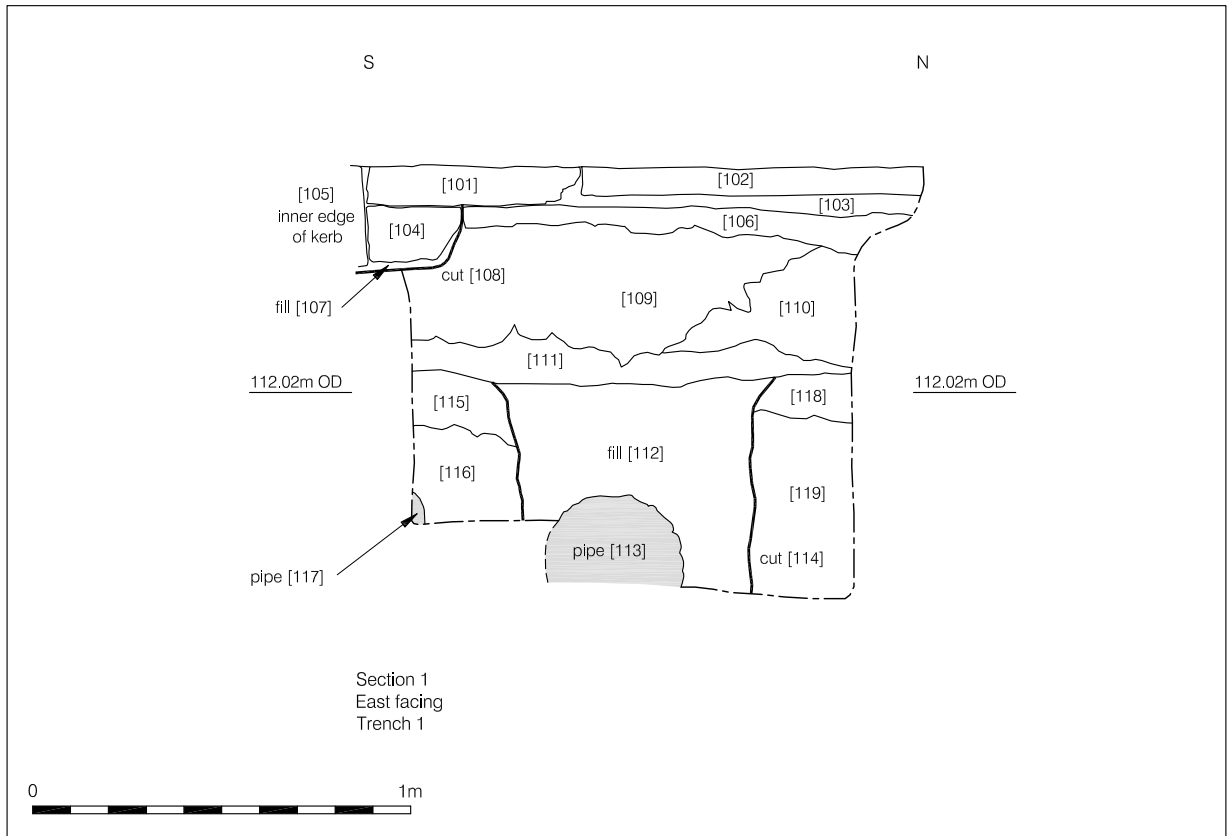 S
N
[101]
[102]
[105]
inner edge
of kerb
[103]
[104]
[106]
cut [108]
fill [107]
[109]
[110]
[111]
112.02m OD
112.02m OD
[115]
[118]
fill [112]
[116]
[119]
pipe [113]
cut [114]
pipe [117]
Section 1
East facing
Trench 1
0
1m